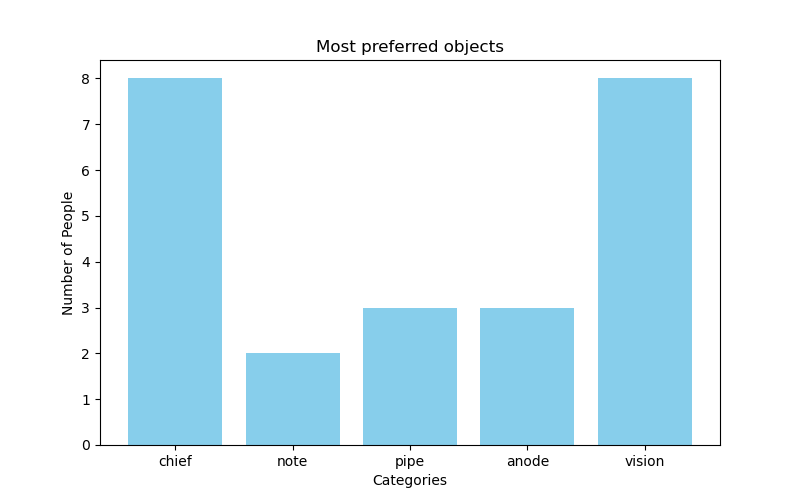 Most preferred objects
Number of People
8
7
6
5
4
3
2
1
0
chief note pipe anode vision
Categories